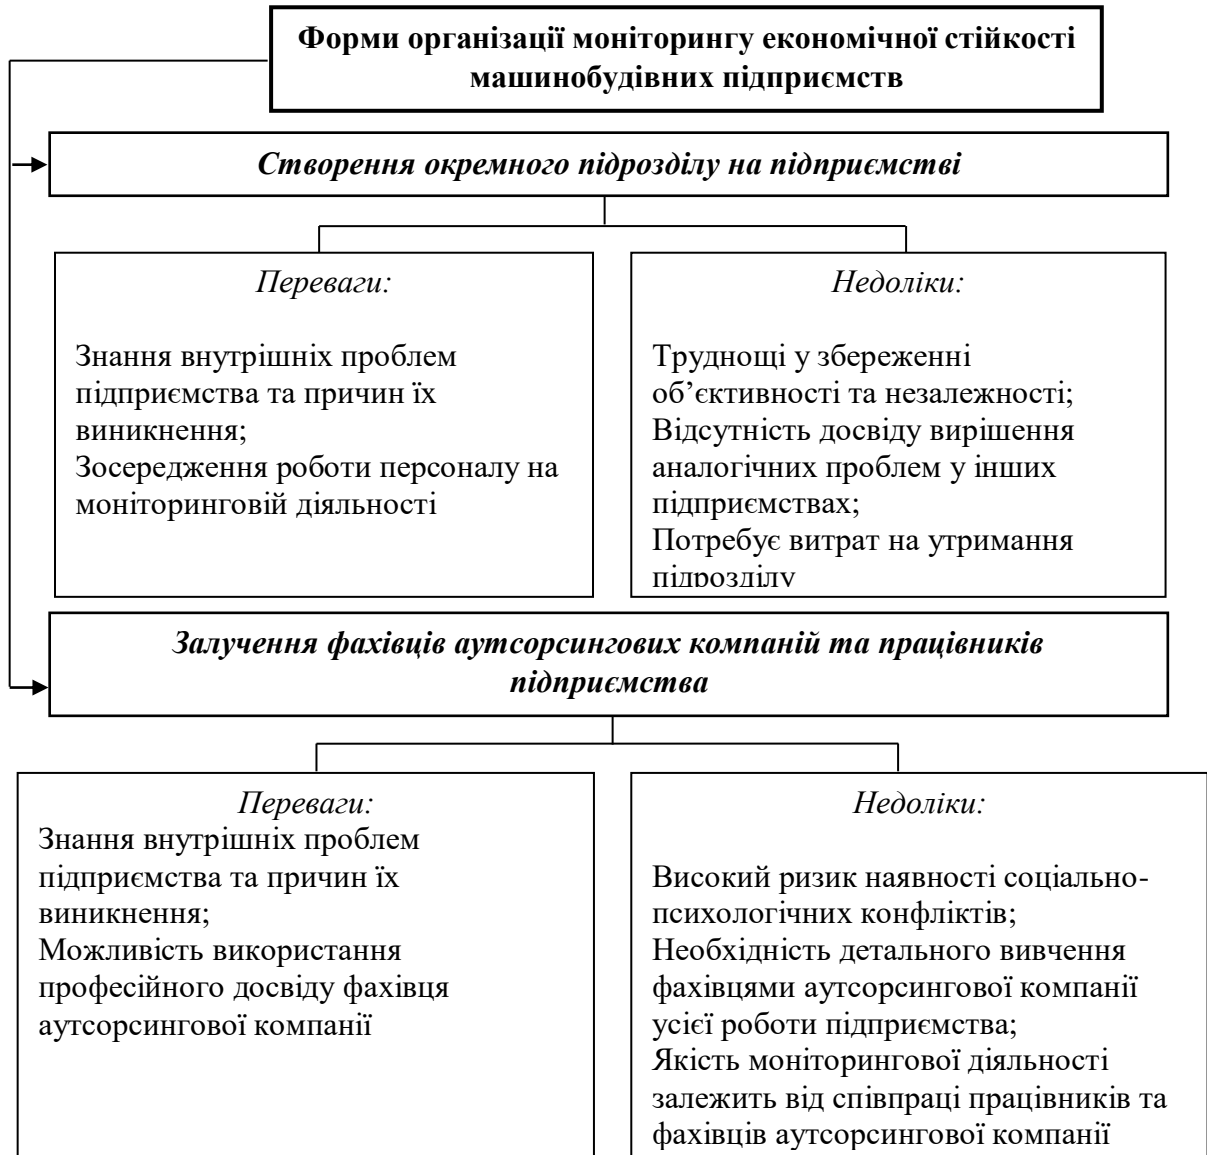 Форми організації моніторингу економічної стійкості
машинобудівних підприємств
Створення окремного підрозділу на підприємстві
Переваги:
Знання внутрішніх проблем
підприємства та причин їх
виникнення;
Зосередження роботи персоналу на
моніторинговій діяльності
Недоліки:
Труднощі у збереженні
об’єктивності та незалежності;
Відсутність досвіду вирішення
аналогічних проблем у інших
підприємствах;
Потребує витрат на утримання
підрозділу
Залучення фахівців аутсорсингових компаній та працівників
підприємства
Переваги:
Знання внутрішніх проблем
підприємства та причин їх
виникнення;
Можливість використання
професійного досвіду фахівця
аутсорсингової компанії
Недоліки:
Високий ризик наявності соціально-
психологічних конфліктів;
Необхідність детального вивчення
фахівцями аутсорсингової компанії
усієї роботи підприємства;
Якість моніторингової діяльності
залежить від співпраці працівників та
фахівців аутсорсингової компанії